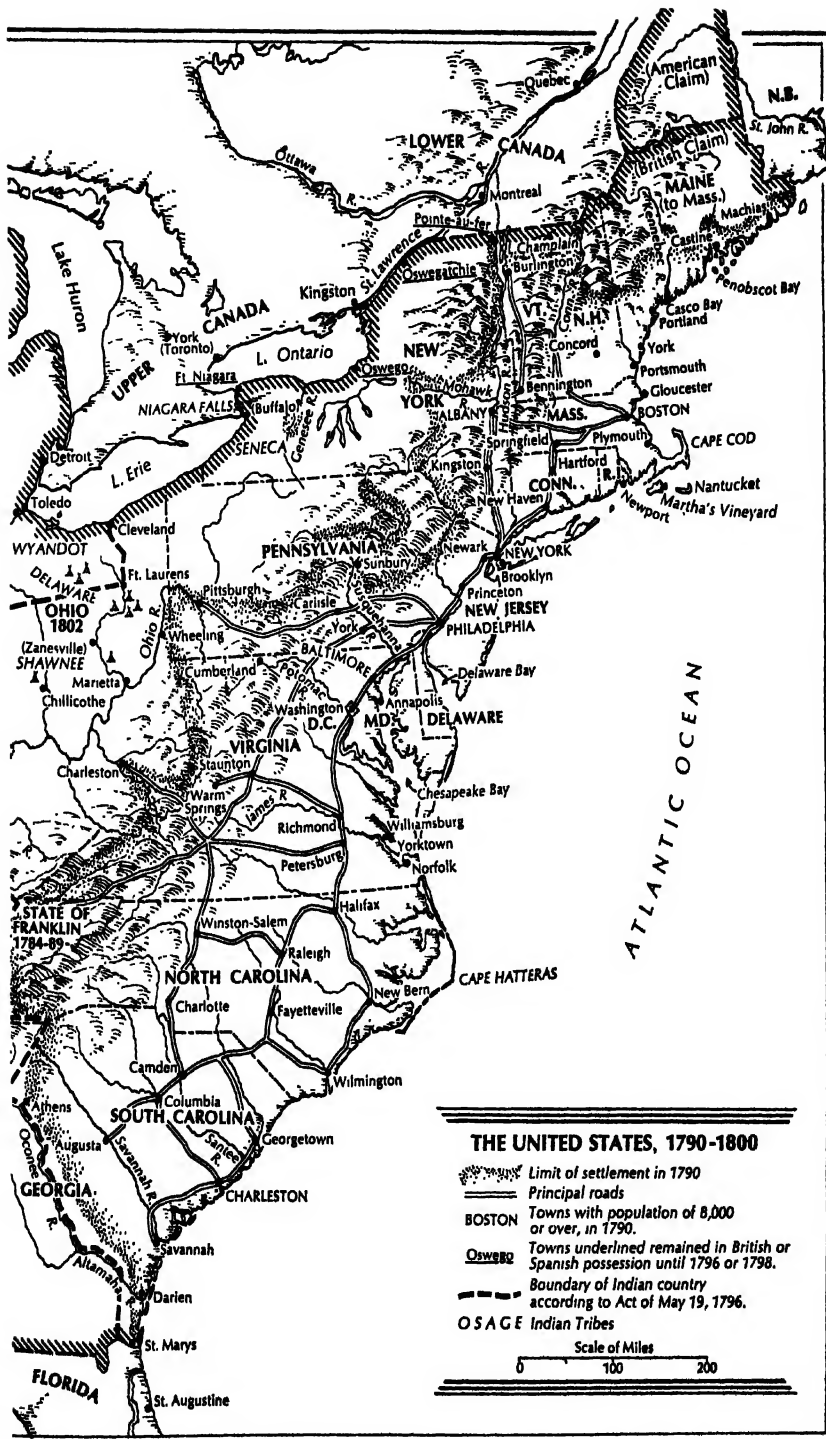 Quebec
(American
Claim)
N.B.
St. John R.
LOWER CANADA
(British Claim)
Ottawa R.
R.
Montreal
MAINE
(to Mass.)
Machias
Pointe-au-fer
Kennebec R.
Castine
St. Lawrence
Champlain
Burlington
Penobscot Bay
Oswegatchie
Lake Huron
Kingston
CANADA
VT.
Conn. R.
N.H.
Casco Bay
Portland
York
(Toronto)
L. Ontario
NEW
Concord
York
UPPER
Ft. Niagara
Oswego
Portsmouth
Mohawk R.
Bennington
Gloucester
NIAGARA FALLS
Buffalo
Genesee R.
YORK
ALBANY
Hudson
MASS.
BOSTON
SENECA
Springfield
Plymouth
CAPE COD
Detroit
L. Erie
Kingston
Hartford
CONN.
R.
Nantucket
Toledo
New Haven
Newport
Martha's Vineyard
Cleveland
WYANDOT
PENNSYLVANIA
Newark
NEW YORK
DELAWARE
Ft. Laurens
Sunbury
Brooklyn
OHIO
1802
Pittsburgh
Carlisle
Princeton
NEW JERSEY
Ohio R.
York
Susquehanna R.
PHILADELPHIA
(Zanesville)
Wheeling
BALTIMORE
SHAWNEE
Cumberland
Potomac R.
Delaware Bay
Marietta
Washington
D.C.
Annapolis
Chillicothe
MD.
DELAWARE
VIRGINIA
Charleston
Staunton
Warm
Springs
Chesapeake Bay
James R.
Richmond
Williamsburg
Yorktown
Petersburg
Norfolk
ATLANTIC OCEAN
STATE OF
FRANKLIN
1784-89
Halifax
Winston-Salem
Raleigh
NORTH CAROLINA
CAPE HATTERAS
Charlotte
Fayetteville
New Bern
Camden
Wilmington
Columbia
Athens
SOUTH CAROLINA
Augusta
Santee
R.
Georgetown
Oconee
R.
Savannah R.
GEORGIA
CHARLESTON
Savannah
Altamaha
Darien
St. Marys
FLORIDA
St. Augustine
THE UNITED STATES, 1790-1800
Limit of settlement in 1790
Principal roads
BOSTON Towns with population of 8,000
or over, in 1790.
Oswego Towns underlined remained in British or
Spanish possession until 1796 or 1798.
Boundary of Indian country
according to Act of May 19, 1796.
OSAGE Indian Tribes
Scale of Miles
0 100 200